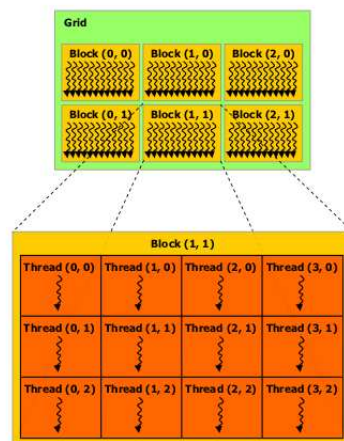 Grid
Block (0, 0) Block (1, 0) Block (2, 0)
Block (0, 1) Block (1, 1) Block (2, 1)
Block (1, 1)
Thread (0, 0) Thread (1, 0) Thread (2, 0) Thread (3, 0)
Thread (0, 1) Thread (1, 1) Thread (2, 1) Thread (3, 1)
Thread (0, 2) Thread (1, 2) Thread (2, 2) Thread (3, 2)